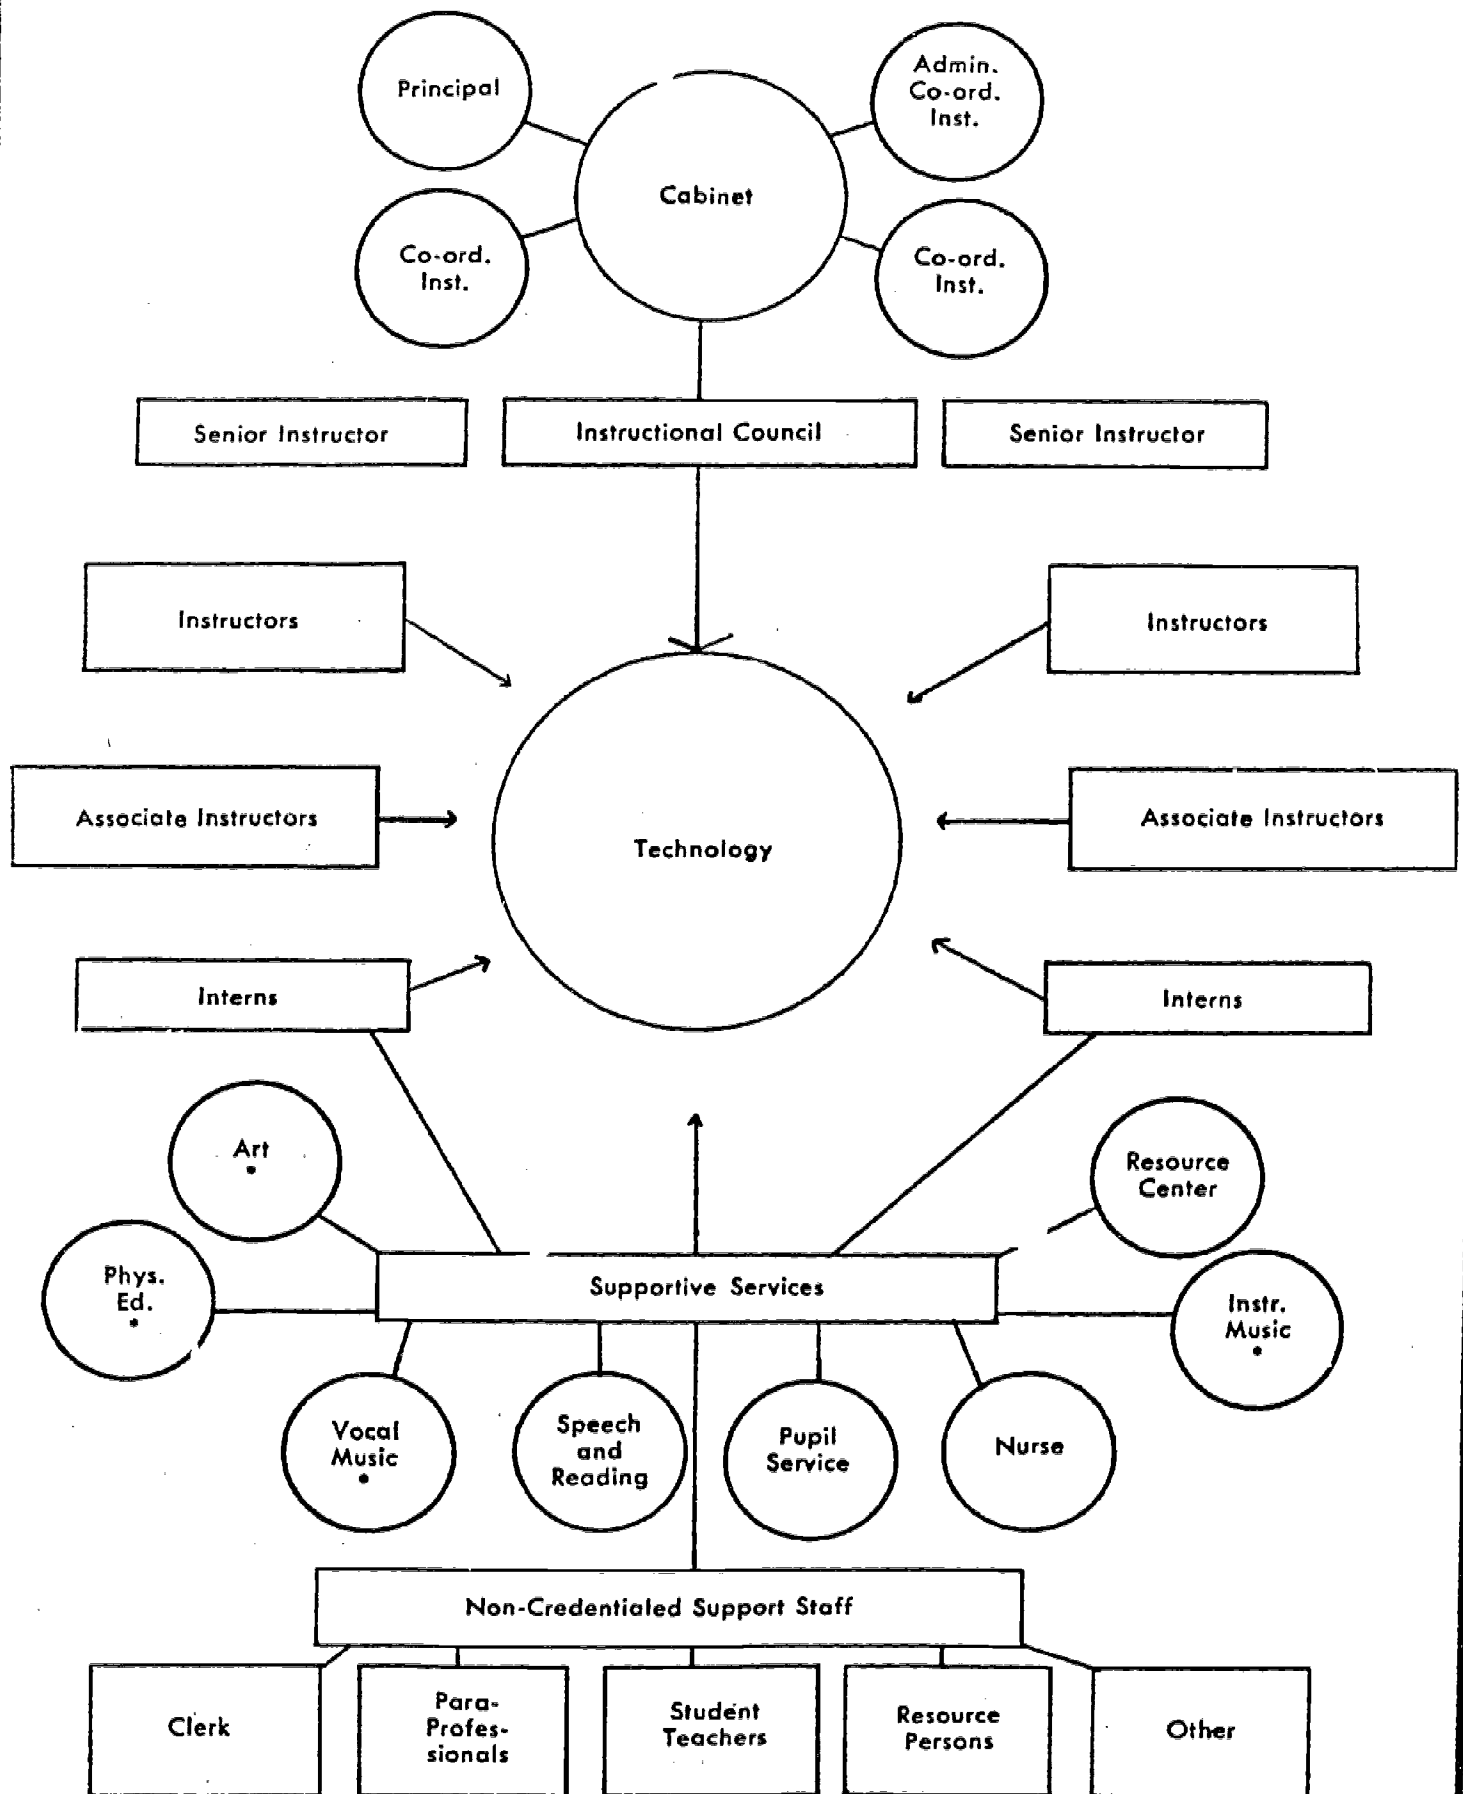 Principal
Admin.
Co-ord.
Inst.
Cabinet
Co-ord.
Inst.
Co-ord.
Inst.
Senior Instructor
Instructional Council
Senior Instructor
Instructors
Instructors
Associate Instructors
Associate Instructors
Technology
Interns
Interns
Art
*
Resource
Center
Phys.
Ed.
*
Supportive Services
Instr.
Music
*
Vocal
Music
*
Speech
and
Reading
Pupil
Service
Nurse
Non-Credentialed Support Staff
Clerk
Para-
Profes-
sionals
Student
Teachers
Resource
Persons
Other